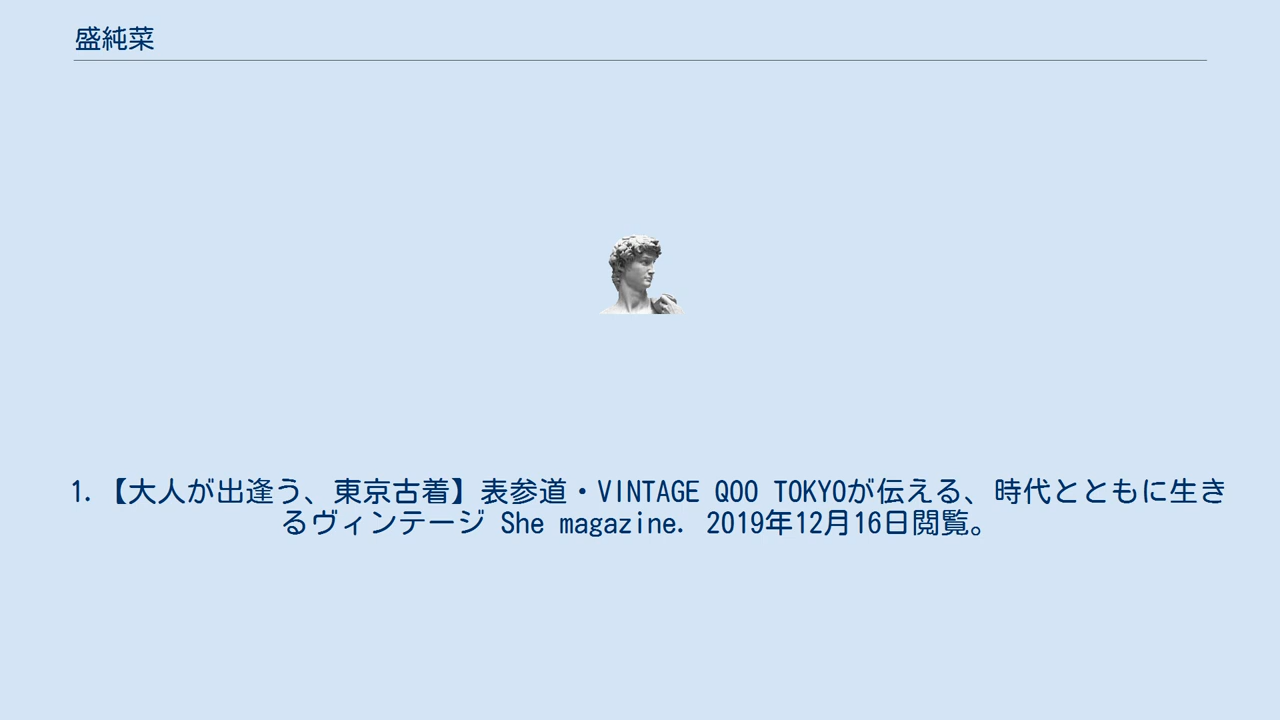 盛純菜
1. 【大人が出逢う、東京古着】表参道・VINTAGE QOO TOKYOが伝える、時代とともに生き
るヴィンテージ She magazine. 2019年12月16日閲覧。